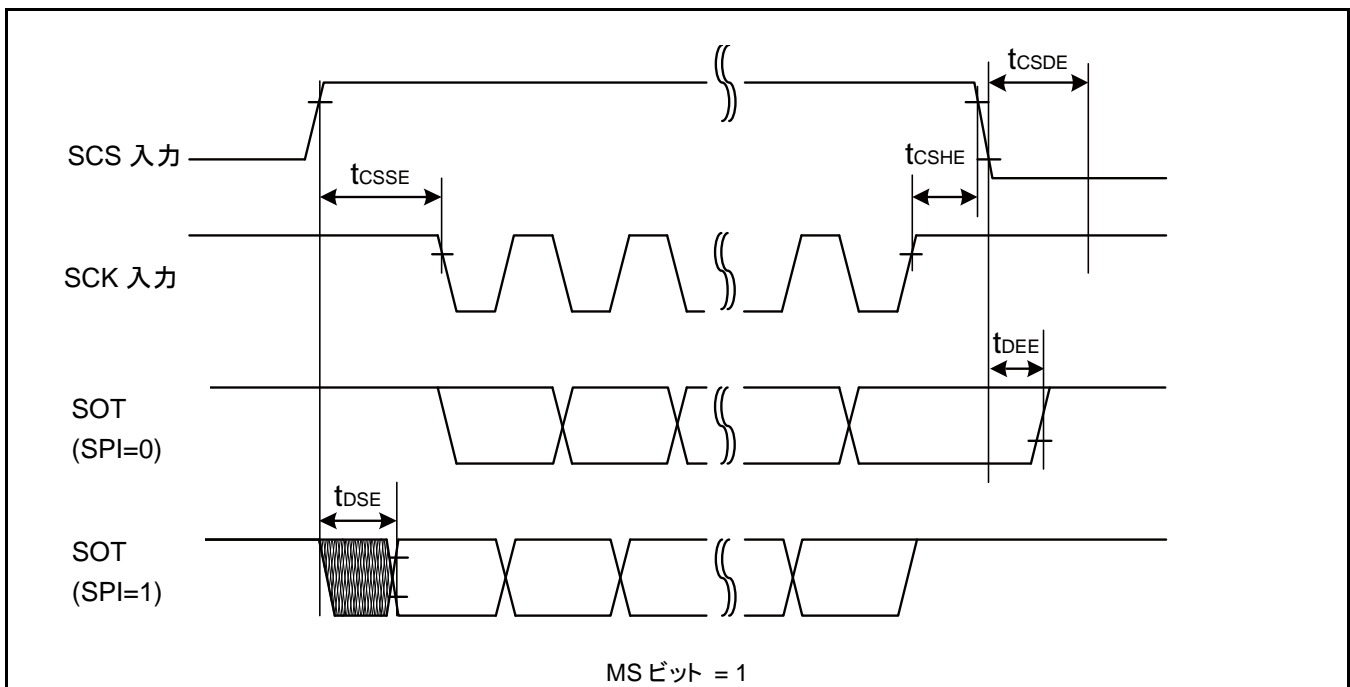 tCSDE
SCS 入力
tCSHE
tCSSE
SCK 入力
tDEE
SOT
(SPI=0)
tDSE
SOT
(SPI=1)
MS ビット = 1